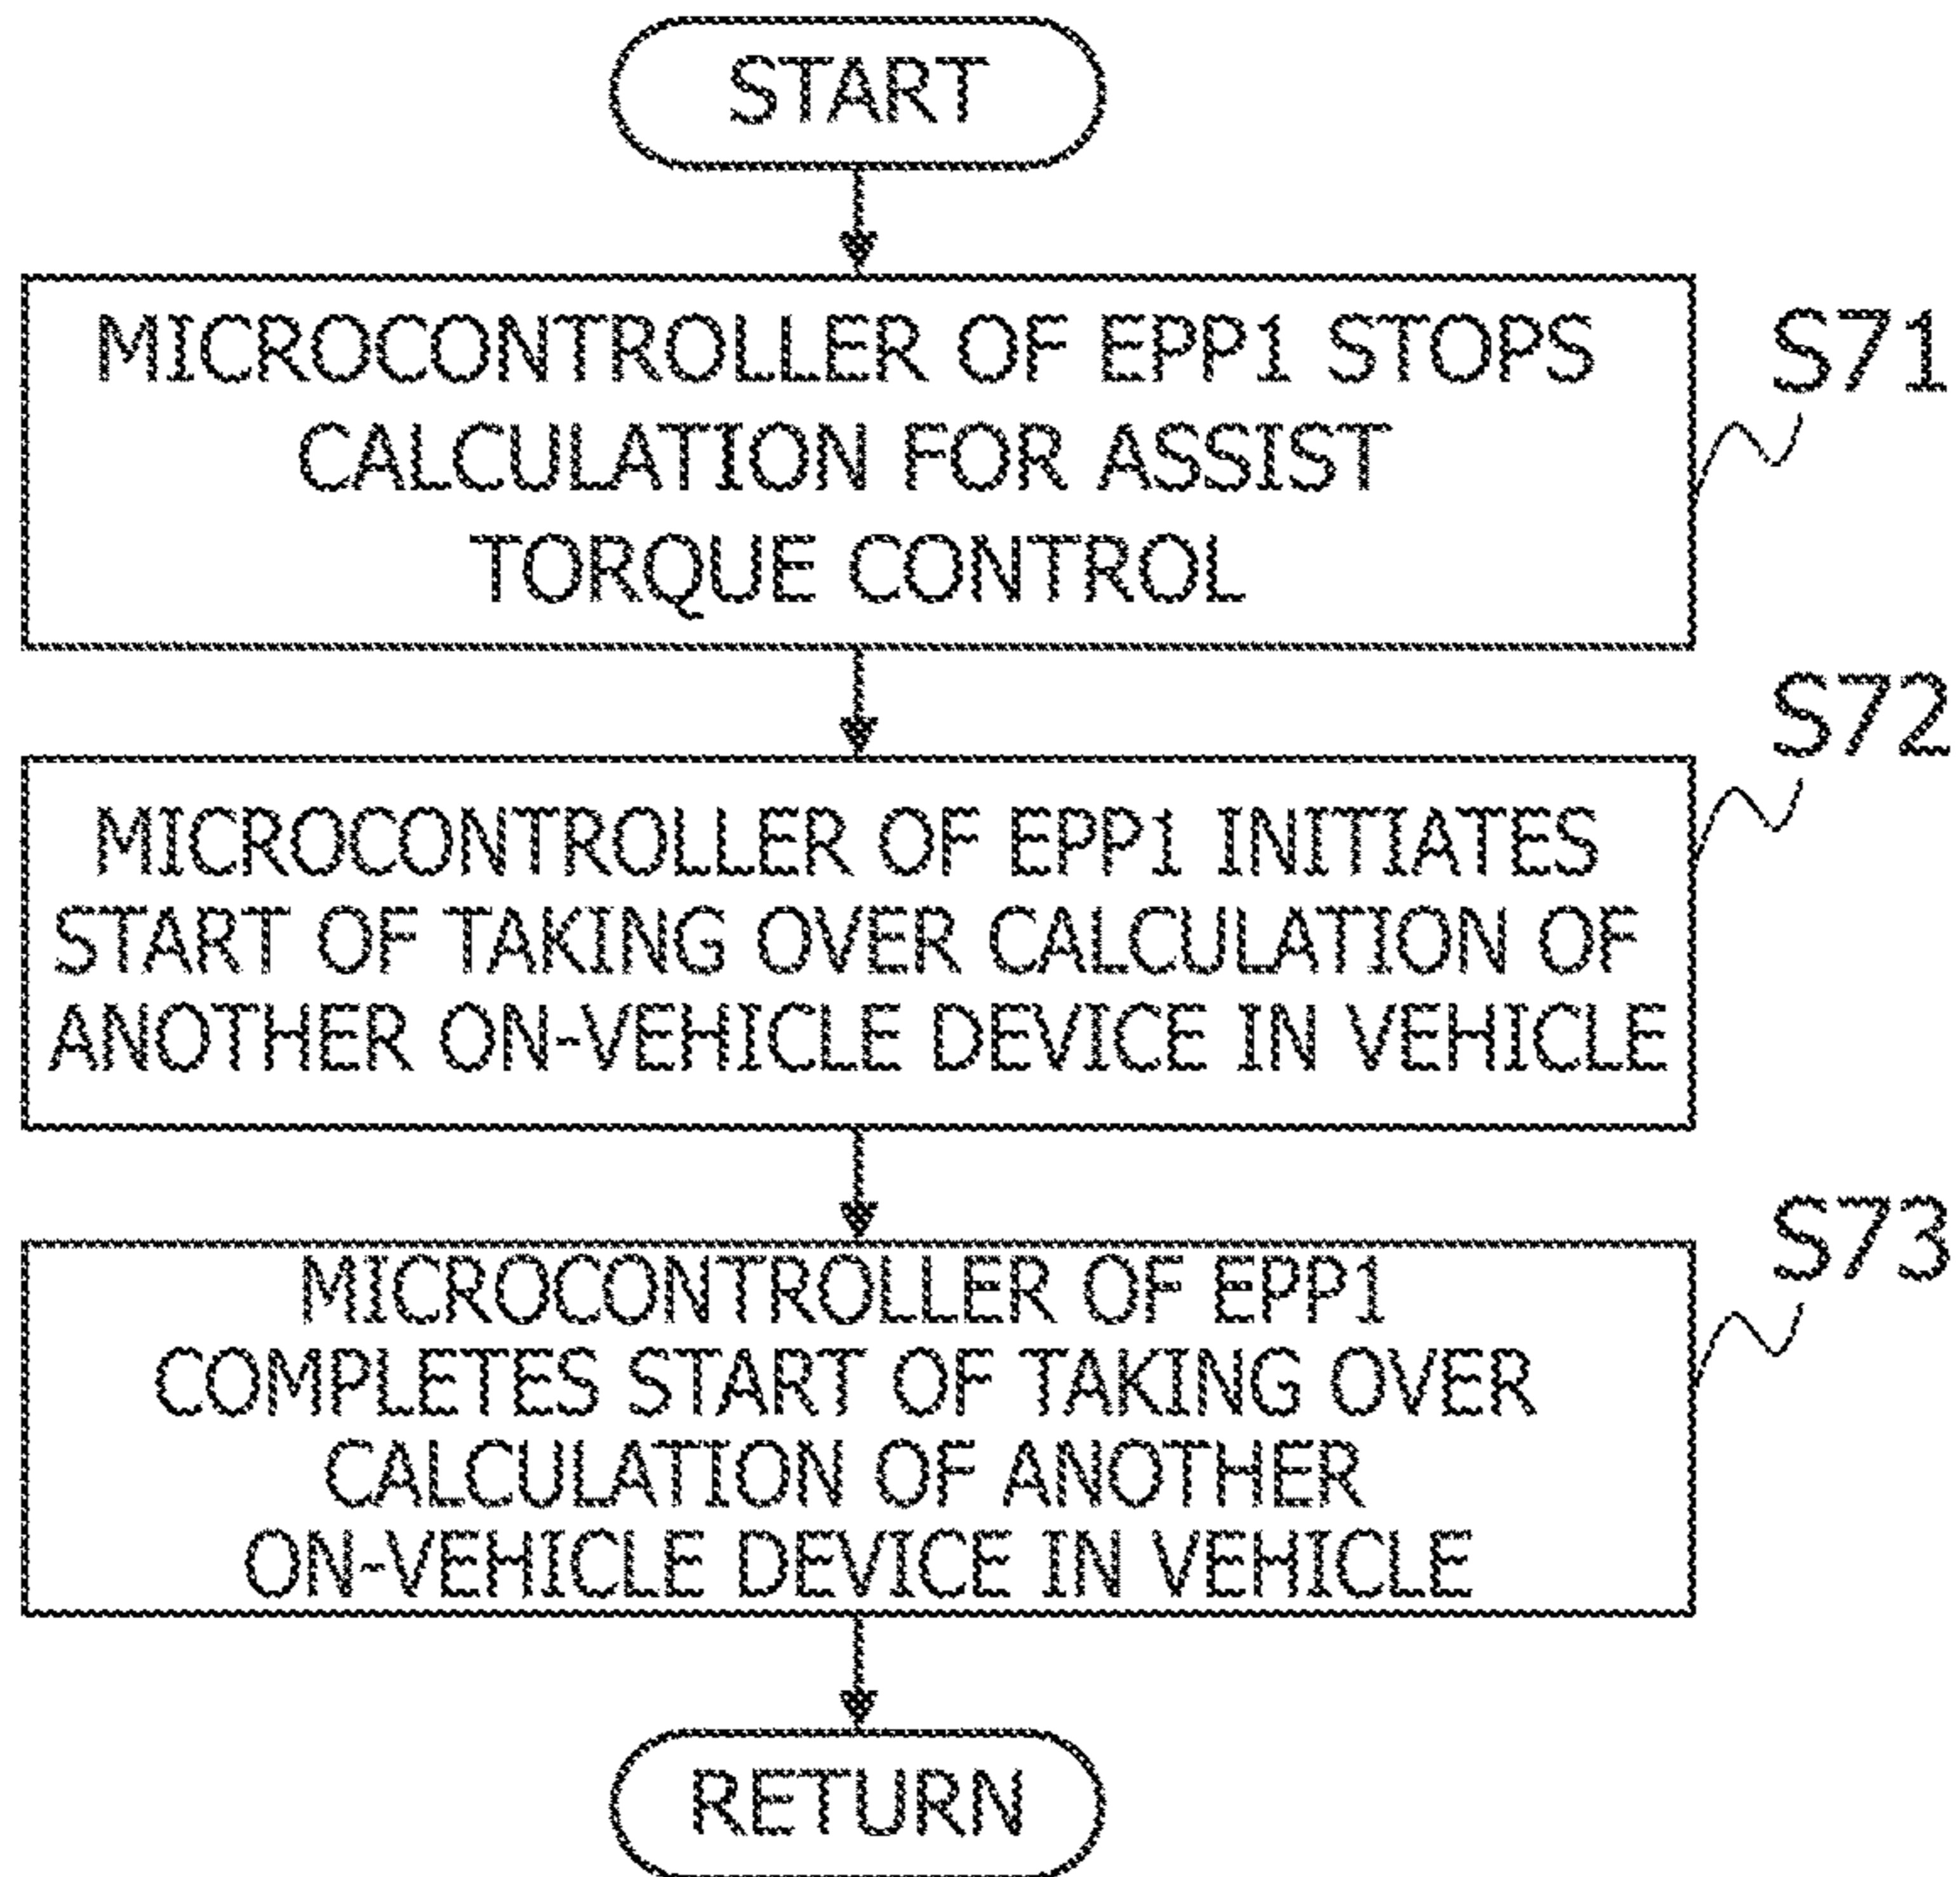 START
MICROCONTROLLER OF EPP1 STOPS
CALCULATION FOR ASSIST
TORQUE CONTROL
S71
MICROCONTROLLER OF EPP1 INITIATES
START OF TAKING OVER CALCULATION OF
ANOTHER ON-VEHICLE DEVICE IN VEHICLE
S72
MICROCONTROLLER OF EPP1
COMPLETES START OF TAKING OVER
CALCULATION OF ANOTHER
ON-VEHICLE DEVICE IN VEHICLE
S73
RETURN